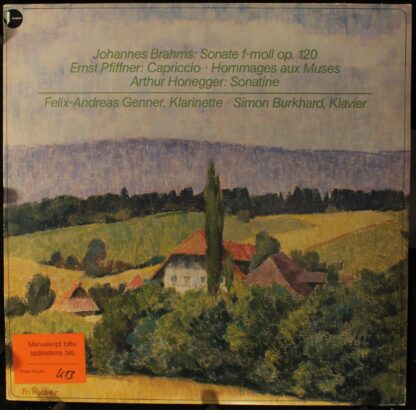 Johannes Brahms: Sonate f-moll op. 120
Ernst Pfiffner: Capriccio · Hommages aux Muses
Arthur Honegger: Sonatine
Felix-Andreas Genner, Klarinette · Simon Burkhard, Klavier
Manuskript bitte
spätestens bis: